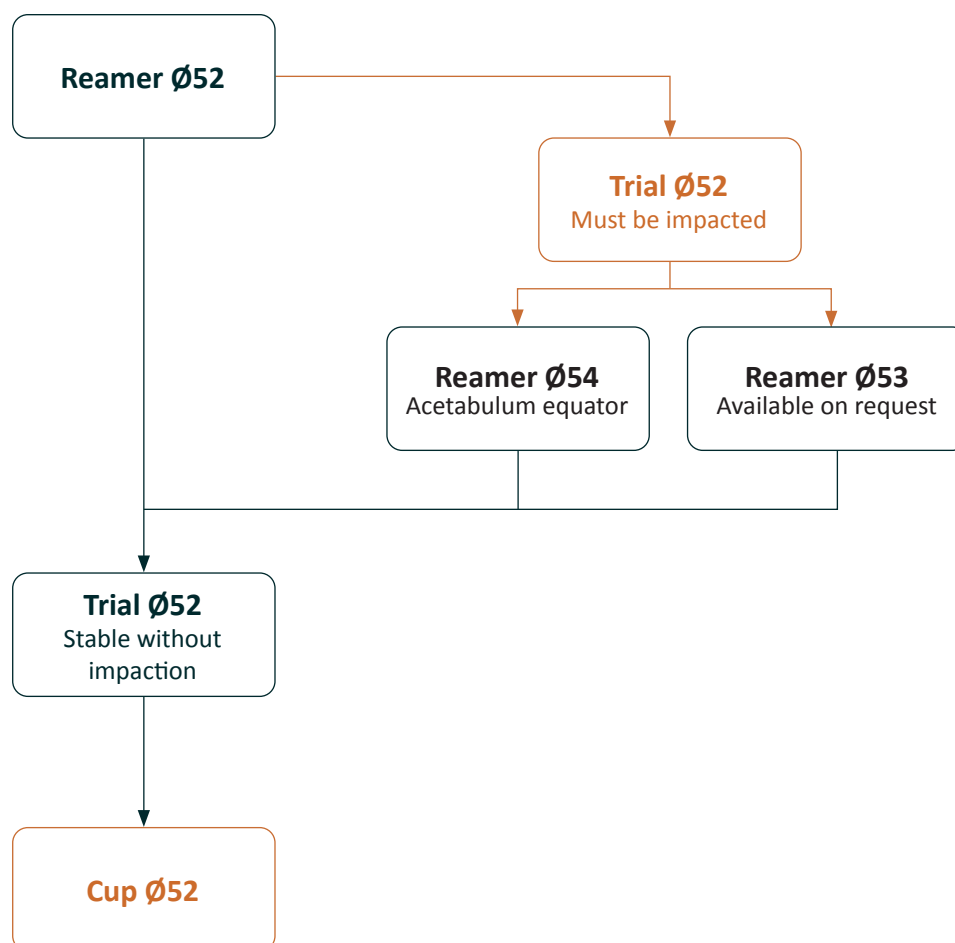 Reamer Ø52
Trial Ø52
Must be impacted
Reamer Ø54
Acetabulum equator
Reamer Ø53
Available on request
Trial Ø52
Stable without
impaction
Cup Ø52